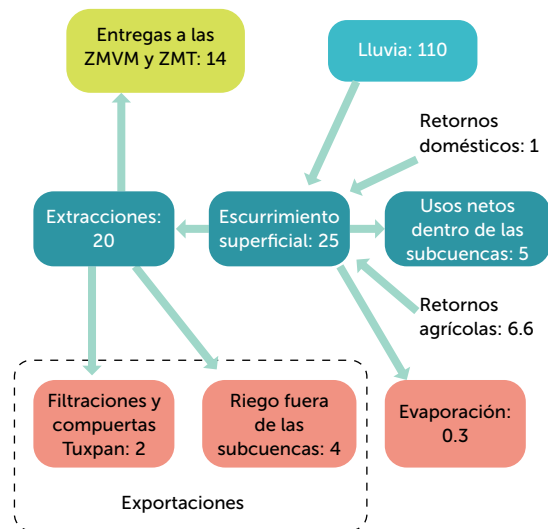 Entregas a las
ZMVM y ZMT: 14
Lluvia: 110
Retornos
domésticos: 1
Extracciones:
20
Escurrimiento
superficial: 25
Usos netos
dentro de las
subcuencas: 5
Retornos
agrícolas: 6.6
Filtraciones y
compuertas
Tuxpan: 2
Riego fuera
de las
subcuencas: 4
Evaporación:
0.3
Exportaciones